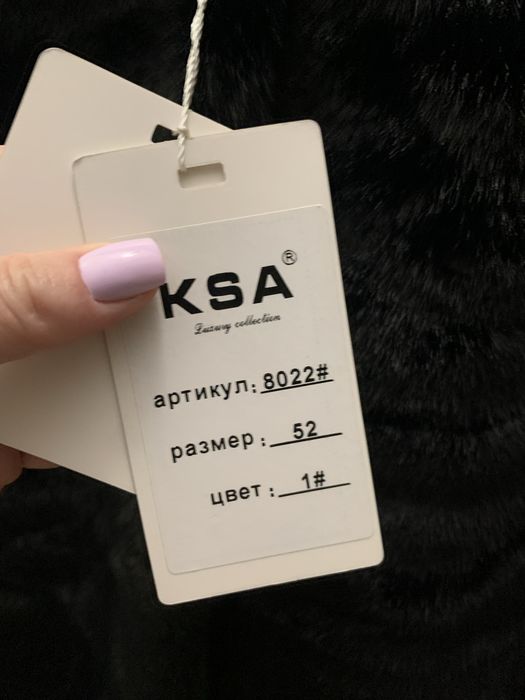 KSA®
Luxury collection
артикул: 8022#
размер: 52
цвет: 1#